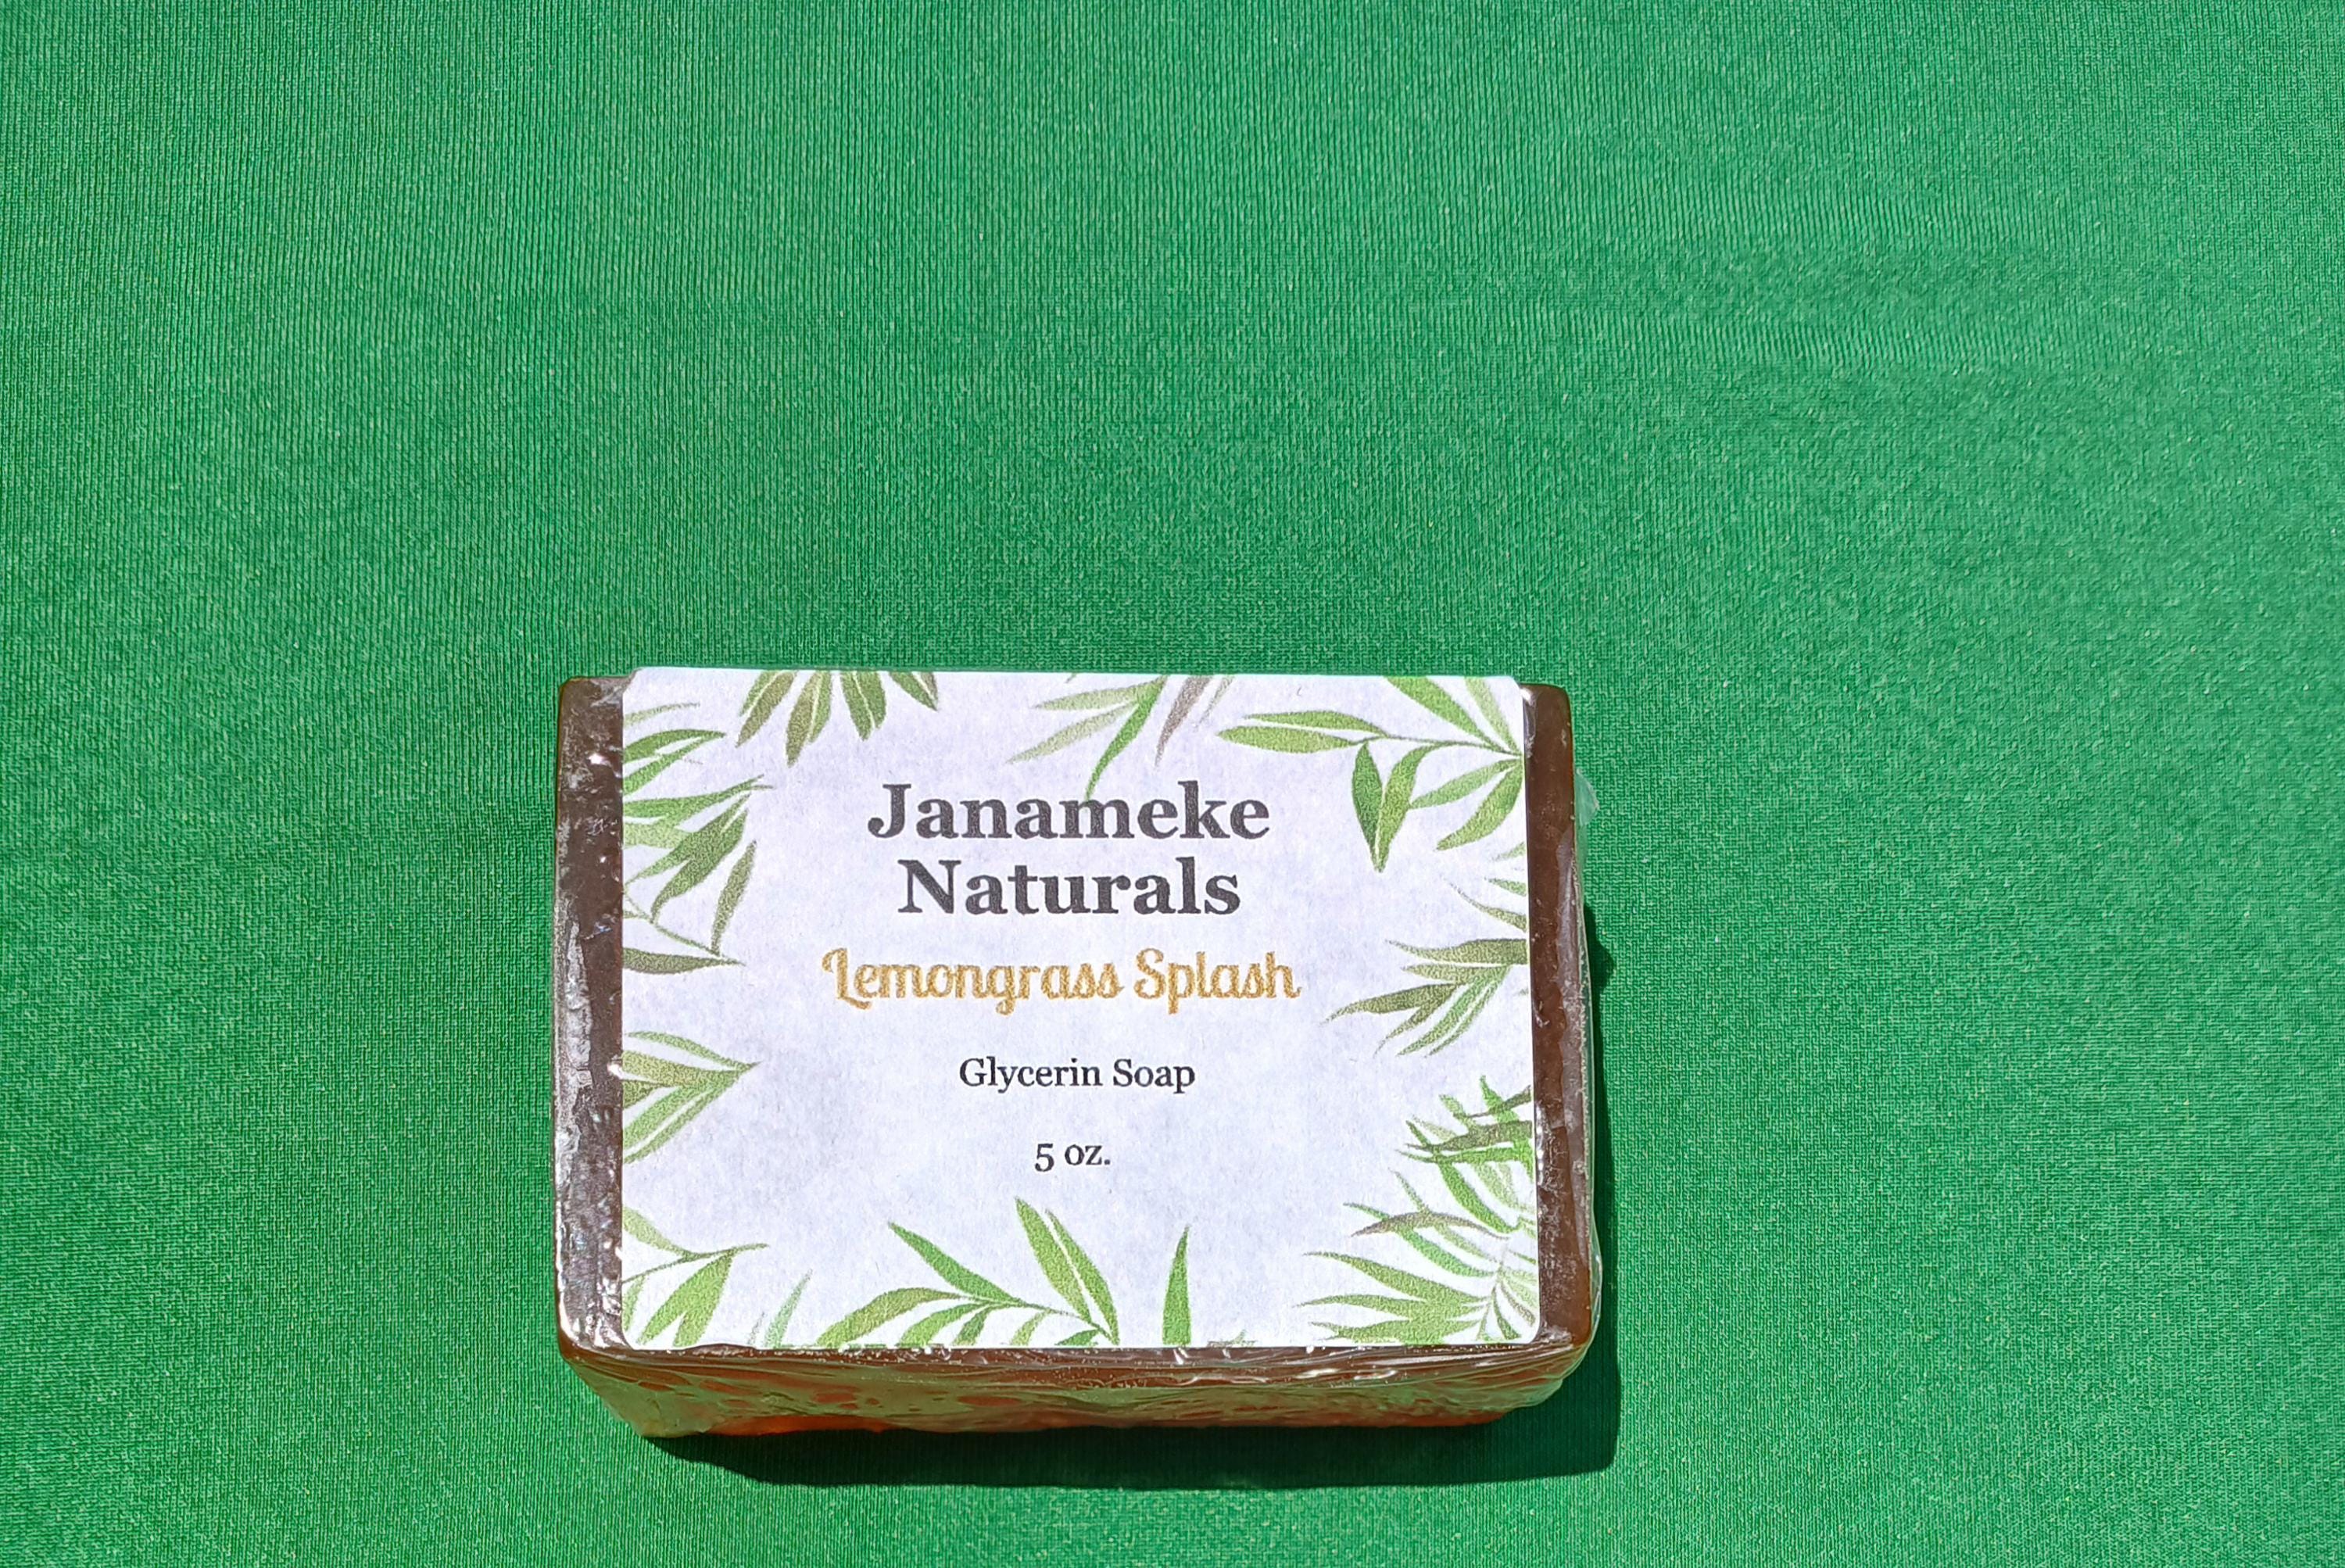 Janameke
Naturals
Lemongrass Splash
Glycerin Soap
5 oz.